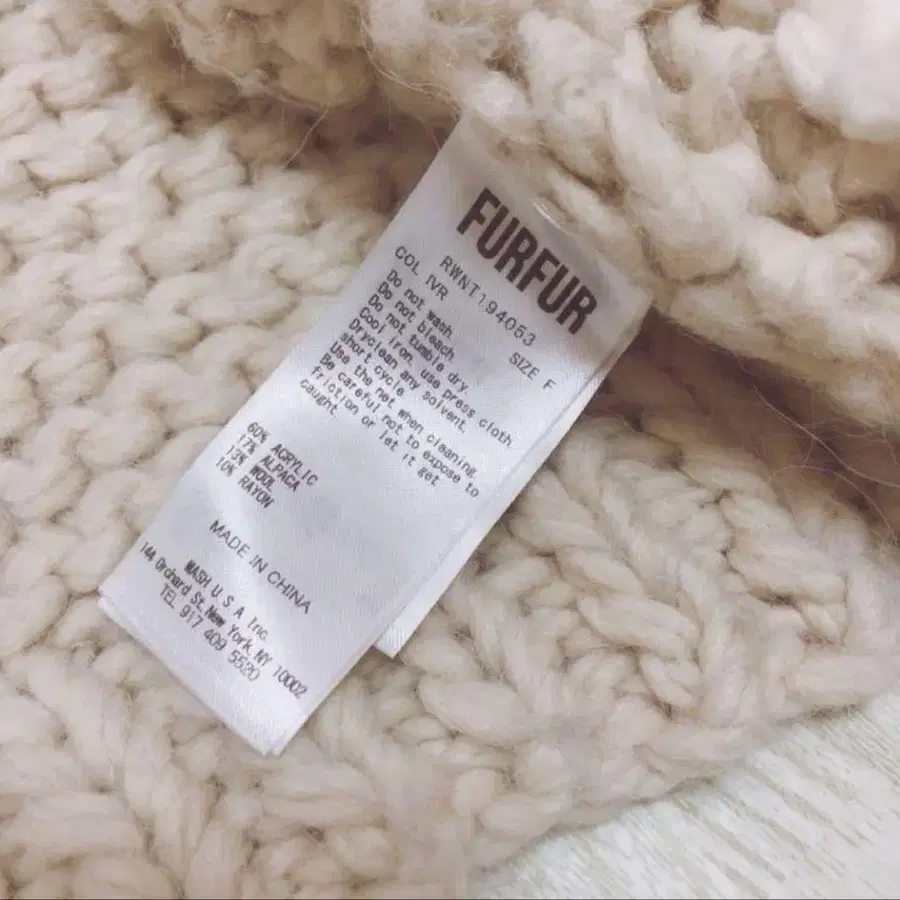 FURFUR
RWNT194053
COL IVR SIZE F
Do not wash.
Do not bleach.
Do not tumble dry.
Cool iron, use press cloth.
Dryclean any solvent.
short cycle
Use the net when cleaning.
Be careful not to expose to
friction or let it get
caught.
60% ACRYLIC
17% ALPACA
13% WOOL
10% RAYON
MADE IN CHINA
MASH U.S.A Inc.
144 Orchard St. New York, NY 10002
TEL 917 409 5520